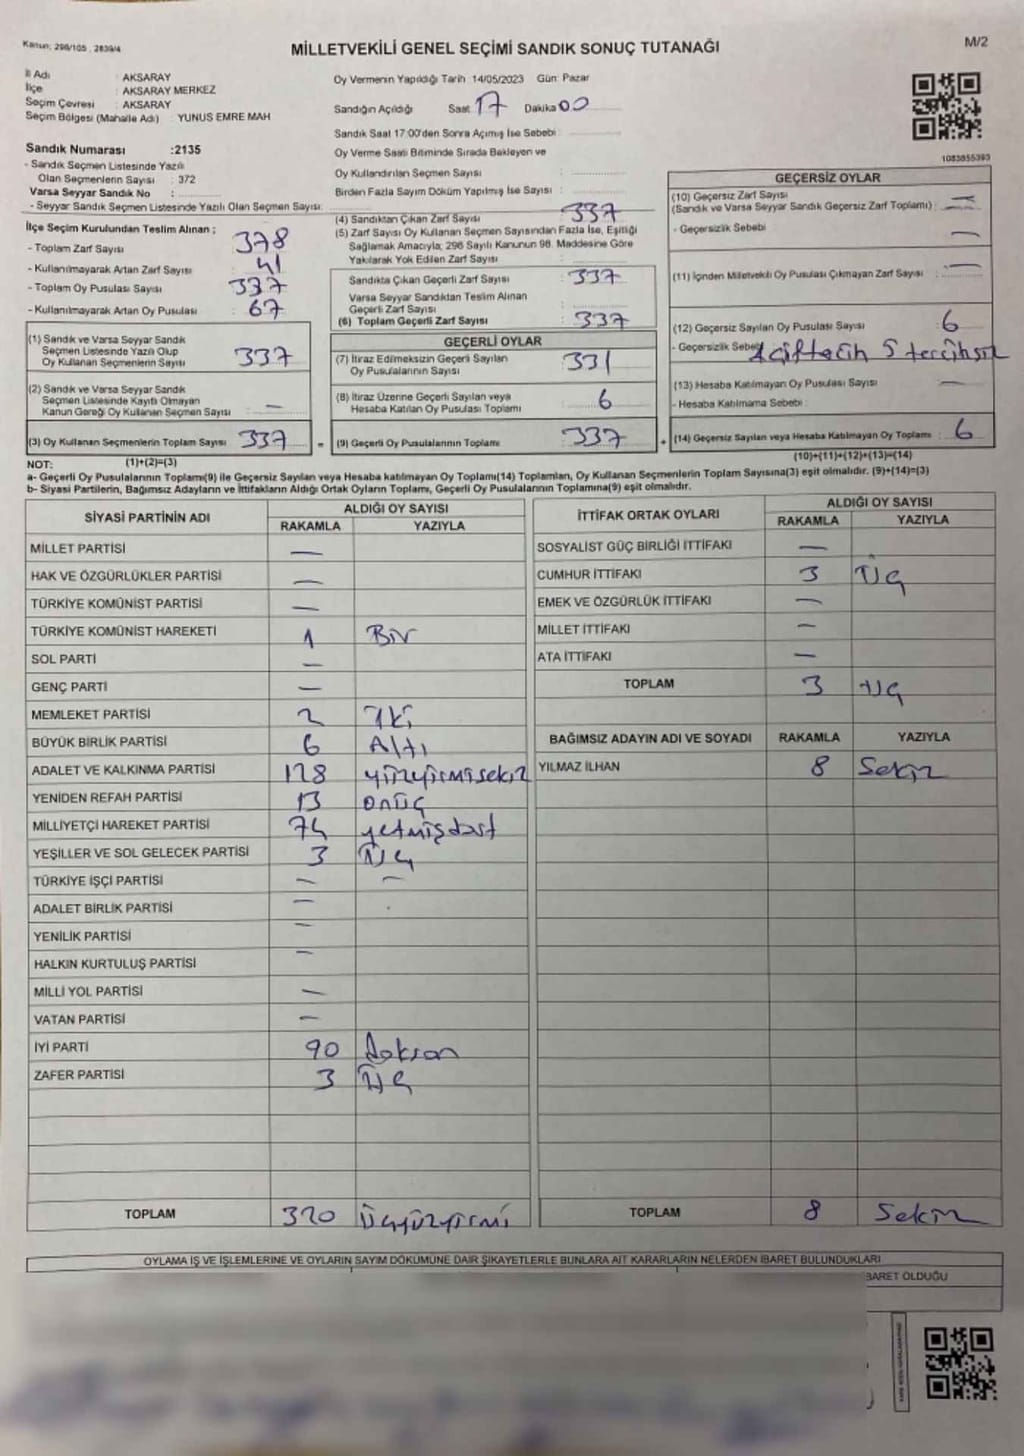 Kanun; 298/105 , 2839/4
MİLLETVEKİLİ GENEL SEÇİMİ SANDIK SONUÇ TUTANAĞI
M/2
İl Adı : AKSARAY
İlçe : AKSARAY MERKEZ
Seçim Çevresi : AKSARAY
Seçim Bölgesi (Mahalle Adı) : YUNUS EMRE MAH
Sandık Numarası :2135
- Sandık Seçmen Listesinde Yazılı
Olan Seçmenlerin Sayısı : 372
Varsa Seyyar Sandık No :
- Seyyar Sandık Seçmen Listesinde Yazılı Olan Seçmen Sayısı:
Oy Vermenin Yapıldığı Tarih 14/05/2023 Gün: Pazar
Sandığın Açıldığı Saat 17 Dakika 00
Sandık Saat 17:00'den Sonra Açımış İse Sebebi :
Oy Verme Saati Bitiminde Sırada Bekleyen ve
Oy Kullandırılan Seçmen Sayısı :
Birden Fazla Sayım Döküm Yapılmış İse Sayısı :
1083855393
İlçe Seçim Kurulundan Teslim Alınan ;
- Toplam Zarf Sayısı : 378
- Kullanılmayarak Artan Zarf Sayısı : 41
- Toplam Oy Pusulası Sayısı : 337
- Kullanılmayarak Artan Oy Pusulası : 67
(1) Sandık ve Varsa Seyyar Sandık
Seçmen Listesinde Yazılı Olup
Oy Kullanan Seçmenlerin Sayısı : 337
(2) Sandık ve Varsa Seyyar Sandık
Seçmen Listesinde Kayıtlı Olmayan
Kanun Gereği Oy Kullanan Seçmen Sayısı : —
(3) Oy Kullanan Seçmenlerin Toplam Sayısı : 337
(4) Sandıktan Çıkan Zarf Sayısı : 337
(5) Zarf Sayısı Oy Kullanan Seçmen Sayısından Fazla İse, Eşitliği
Sağlamak Amacıyla; 298 Sayılı Kanunun 98. Maddesine Göre
Yakılarak Yok Edilen Zarf Sayısı :
Sandıkta Çıkan Geçerli Zarf Sayısı : 337
Varsa Seyyar Sandıktan Teslim Alınan
Geçerli Zarf Sayısı :
(6) Toplam Geçerli Zarf Sayısı : 337
GEÇERLİ OYLAR
(7) İtiraz Edilmeksizin Geçerli Sayılan
Oy Pusulalarının Sayısı : 331
(8) İtiraz Üzerine Geçerli Sayılan veya
Hesaba Katılan Oy Pusulası Toplamı : 6
= (9) Geçerli Oy Pusulalarının Toplamı : 337
GEÇERSİZ OYLAR
(10) Geçersiz Zarf Sayısı
(Sandık ve Varsa Seyyar Sandık Geçersiz Zarf Toplamı) : —
- Geçersizlik Sebebi : —
(11) İçinden Milletvekili Oy Pusulası Çıkmayan Zarf Sayısı : —
(12) Geçersiz Sayılan Oy Pusulası Sayısı : 6
- Geçersizlik Sebebi 1 çift tercih 5 tercihsiz
(13) Hesaba Katılmayan Oy Pusulası Sayısı : —
- Hesaba Katılmama Sebebi :
+ (14) Geçersiz Sayılan veya Hesaba Katılmayan Oy Toplamı : 6
NOT: (1)+(2)=(3)
(10)+(11)+(12)+(13)=(14)
a- Geçerli Oy Pusulalarının Toplamı(9) ile Geçersiz Sayılan veya Hesaba katılmayan Oy Toplamı(14) Toplamları, Oy Kullanan Seçmenlerin Toplam Sayısına(3) eşit olmalıdır. (9)+(14)=(3)
b- Siyasi Partilerin, Bağımsız Adayların ve İttifakların Aldığı Ortak Oyların Toplamı, Geçerli Oy Pusulalarının Toplamına(9) eşit olmalıdır.
SİYASİ PARTİNİN ADI ALDIĞI OY SAYISI
RAKAMLA YAZIYLA
MİLLET PARTİSİ —
HAK VE ÖZGÜRLÜKLER PARTİSİ —
TÜRKİYE KOMÜNİST PARTİSİ —
TÜRKİYE KOMÜNİST HAREKETİ 1 Bir
SOL PARTİ —
GENÇ PARTİ —
MEMLEKET PARTİSİ 2 İki
BÜYÜK BİRLİK PARTİSİ 6 Altı
ADALET VE KALKINMA PARTİSİ 128 yüzyirmisekiz
YENİDEN REFAH PARTİSİ 13 onüç
MİLLİYETÇİ HAREKET PARTİSİ 74 yetmişdört
YEŞİLLER VE SOL GELECEK PARTİSİ 3 Üç
TÜRKİYE İŞÇİ PARTİSİ — —
ADALET BİRLİK PARTİSİ —
YENİLİK PARTİSİ —
HALKIN KURTULUŞ PARTİSİ —
MİLLİ YOL PARTİSİ —
VATAN PARTİSİ —
İYİ PARTİ 90 doksan
ZAFER PARTİSİ 3 Üç
TOPLAM 320 Üçyüzyirmi
İTTİFAK ORTAK OYLARI ALDIĞI OY SAYISI
RAKAMLA YAZIYLA
SOSYALİST GÜÇ BİRLİĞİ İTTİFAKI —
CUMHUR İTTİFAKI 3 Üç
EMEK VE ÖZGÜRLÜK İTTİFAKI —
MİLLET İTTİFAKI —
ATA İTTİFAKI —
TOPLAM 3 Üç
BAĞIMSIZ ADAYIN ADI VE SOYADI RAKAMLA YAZIYLA
YILMAZ İLHAN 8 Sekiz
TOPLAM 8 Sekiz
OYLAMA İŞ VE İŞLEMLERİNE VE OYLARIN SAYIM DÖKÜMÜNE DAİR ŞİKAYETLERLE BUNLARA AİT KARARLARIN NELERDEN İBARET BULUNDUKLARI
BARET OLDUĞU